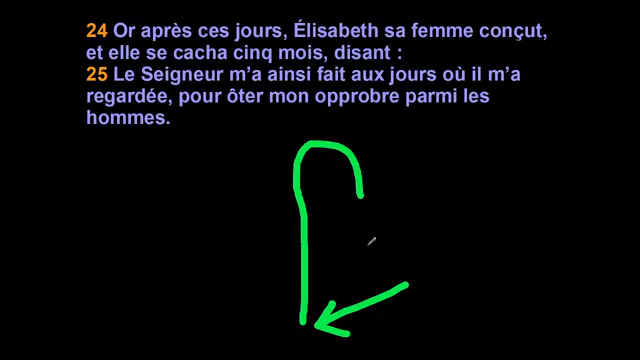 24 Or après ces jours, Élisabeth sa femme conçut,
et elle se cacha cinq mois, disant :
25 Le Seigneur m’a ainsi fait aux jours où il m’a
regardée, pour ôter mon opprobre parmi les
hommes.